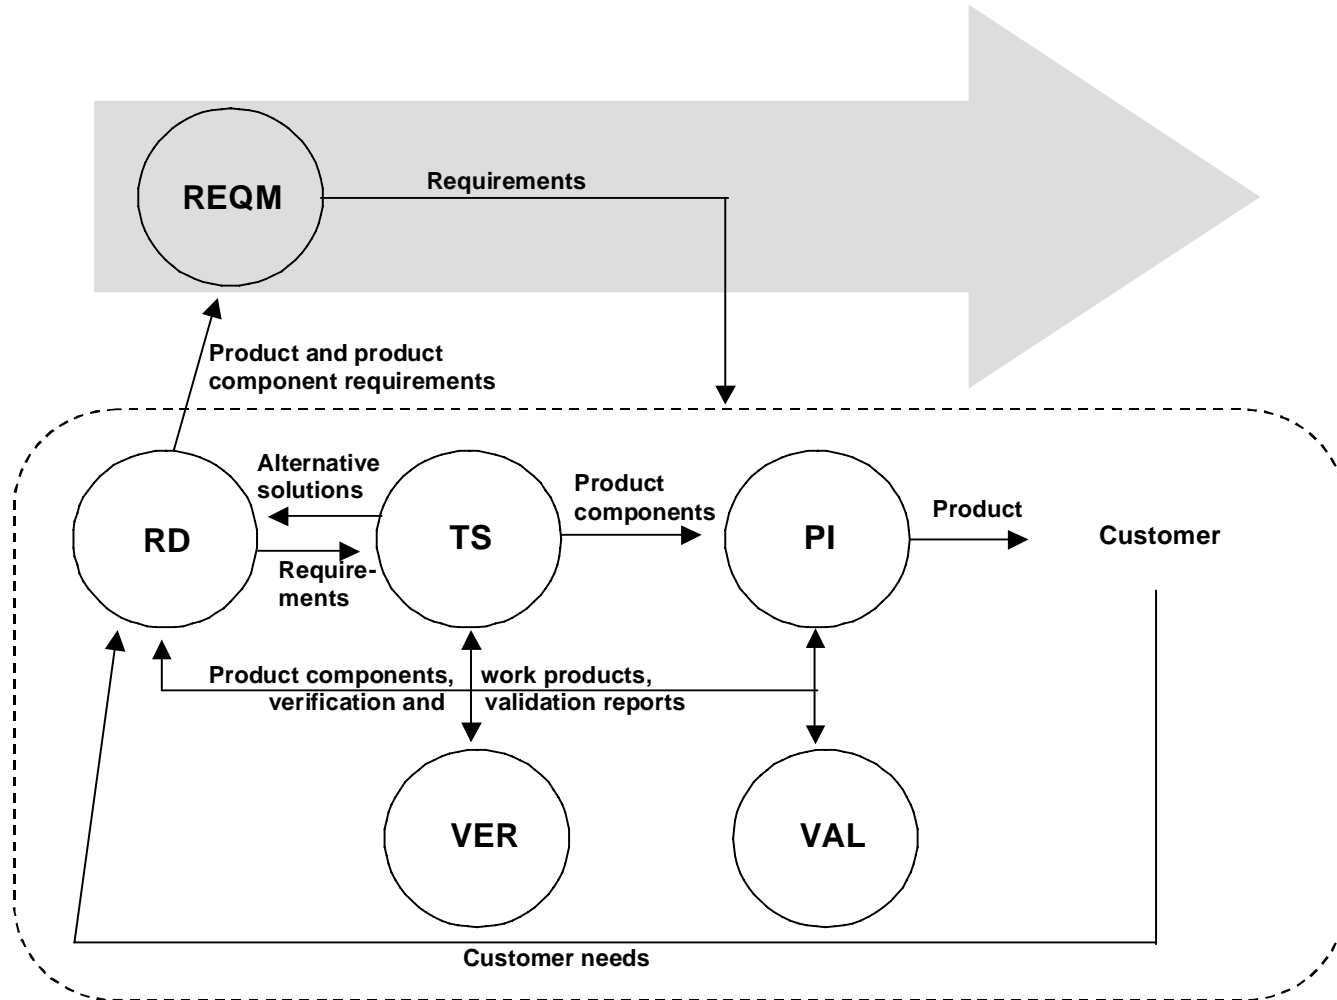 REQM
Requirements
Product and product
component requirements
Alternative
solutions
RD
Require-
ments
TS
Product
components
PI
Product
Customer
Product components, work products,
verification and validation reports
VER
VAL
Customer needs